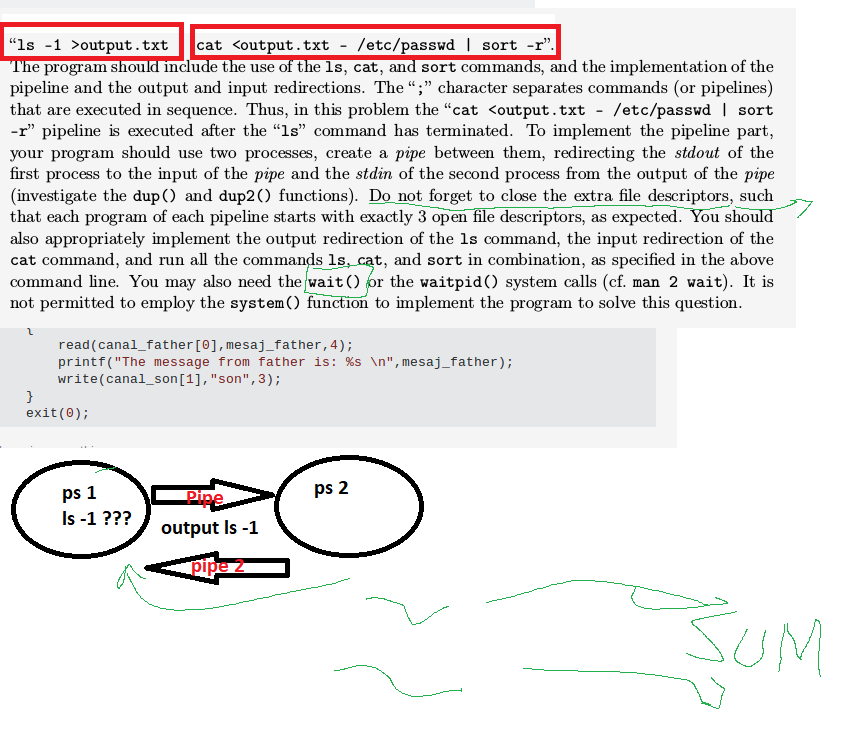 “ls -1 >output.txt cat <output.txt - /etc/passwd | sort -r”.
The program should include the use of the ls, cat, and sort commands, and the implementation of the
pipeline and the output and input redirections. The “;” character separates commands (or pipelines)
that are executed in sequence. Thus, in this problem the “cat <output.txt - /etc/passwd | sort
-r” pipeline is executed after the “ls” command has terminated. To implement the pipeline part,
your program should use two processes, create a pipe between them, redirecting the stdout of the
first process to the input of the pipe and the stdin of the second process from the output of the pipe
(investigate the dup() and dup2() functions). Do not forget to close the extra file descriptors, such
that each program of each pipeline starts with exactly 3 open file descriptors, as expected. You should
also appropriately implement the output redirection of the ls command, the input redirection of the
cat command, and run all the commands ls, cat, and sort in combination, as specified in the above
command line. You may also need the wait() or the waitpid() system calls (cf. man 2 wait). It is
not permitted to employ the system() function to implement the program to solve this question.
{
read(canal_father[0],mesaj_father,4);
printf("The message from father is: %s \n",mesaj_father);
write(canal_son[1],"son",3);
}
exit(0);
ps 1
ls -1 ???
Pipe
output ls -1
pipe 2
ps 2
SUM